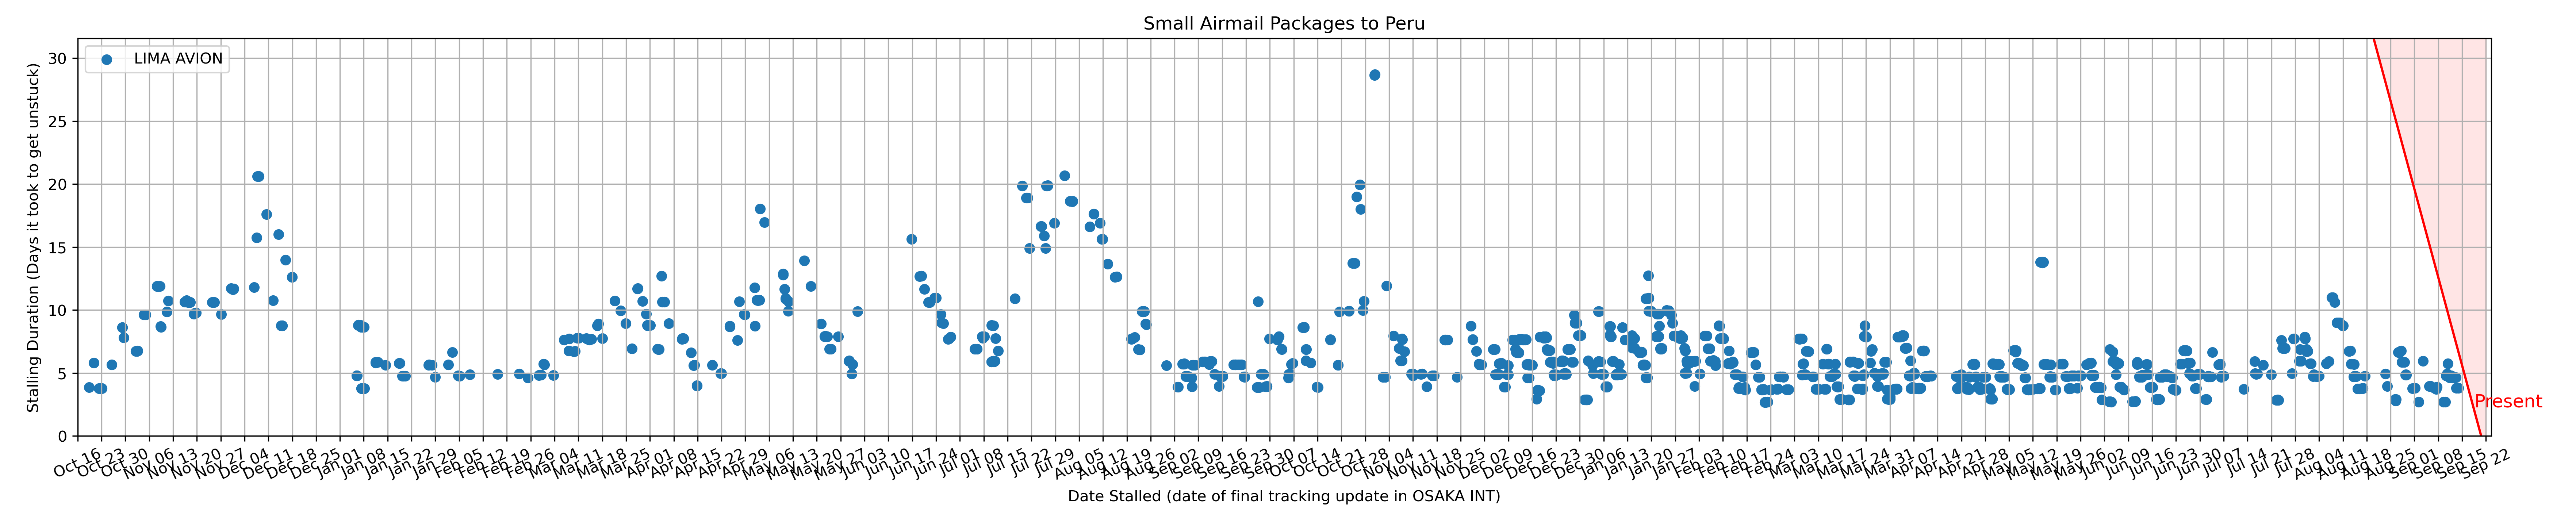 Small Airmail Packages to Peru
LIMA AVION
Stalling Duration (Days it took to get unstuck)
30
25
20
15
10
5
0
Present
Oct 16 Oct 23 Oct 30 Nov 06 Nov 13 Nov 20 Nov 27 Dec 04 Dec 11 Dec 18 Dec 25 Jan 01 Jan 08 Jan 15 Jan 22 Jan 29 Feb 05 Feb 12 Feb 19 Feb 26 Mar 04 Mar 11 Mar 18 Mar 25 Apr 01 Apr 08 Apr 15 Apr 22 Apr 29 May 06 May 13 May 20 May 27 Jun 03 Jun 10 Jun 17 Jun 24 Jul 01 Jul 08 Jul 15 Jul 22 Jul 29 Aug 05 Aug 12 Aug 19 Aug 26 Sep 02 Sep 09 Sep 16 Sep 23 Sep 30 Oct 07 Oct 14 Oct 21 Oct 28 Nov 04 Nov 11 Nov 18 Nov 25 Dec 02 Dec 09 Dec 16 Dec 23 Dec 30 Jan 06 Jan 13 Jan 20 Jan 27 Feb 03 Feb 10 Feb 17 Feb 24 Mar 03 Mar 10 Mar 17 Mar 24 Mar 31 Apr 07 Apr 14 Apr 21 Apr 28 May 05 May 12 May 19 May 26 Jun 02 Jun 09 Jun 16 Jun 23 Jun 30 Jul 07 Jul 14 Jul 21 Jul 28 Aug 04 Aug 11 Aug 18 Aug 25 Sep 01 Sep 08 Sep 15 Sep 22
Date Stalled (date of final tracking update in OSAKA INT)